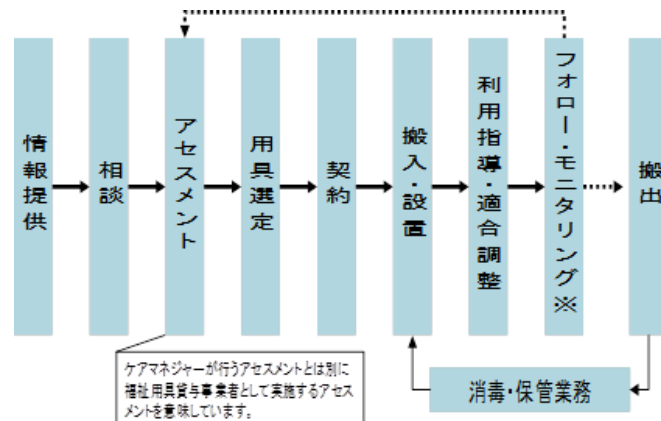 情報提供
相談
アセスメント
用具選定
契約
搬入・設置
利用指導・適合調整
フォロー・モニタリング※
搬出
ケアマネジャーが行うアセスメントとは別に
福祉用具貸与事業者として実施するアセス
メントを意味しています。
消毒・保管業務